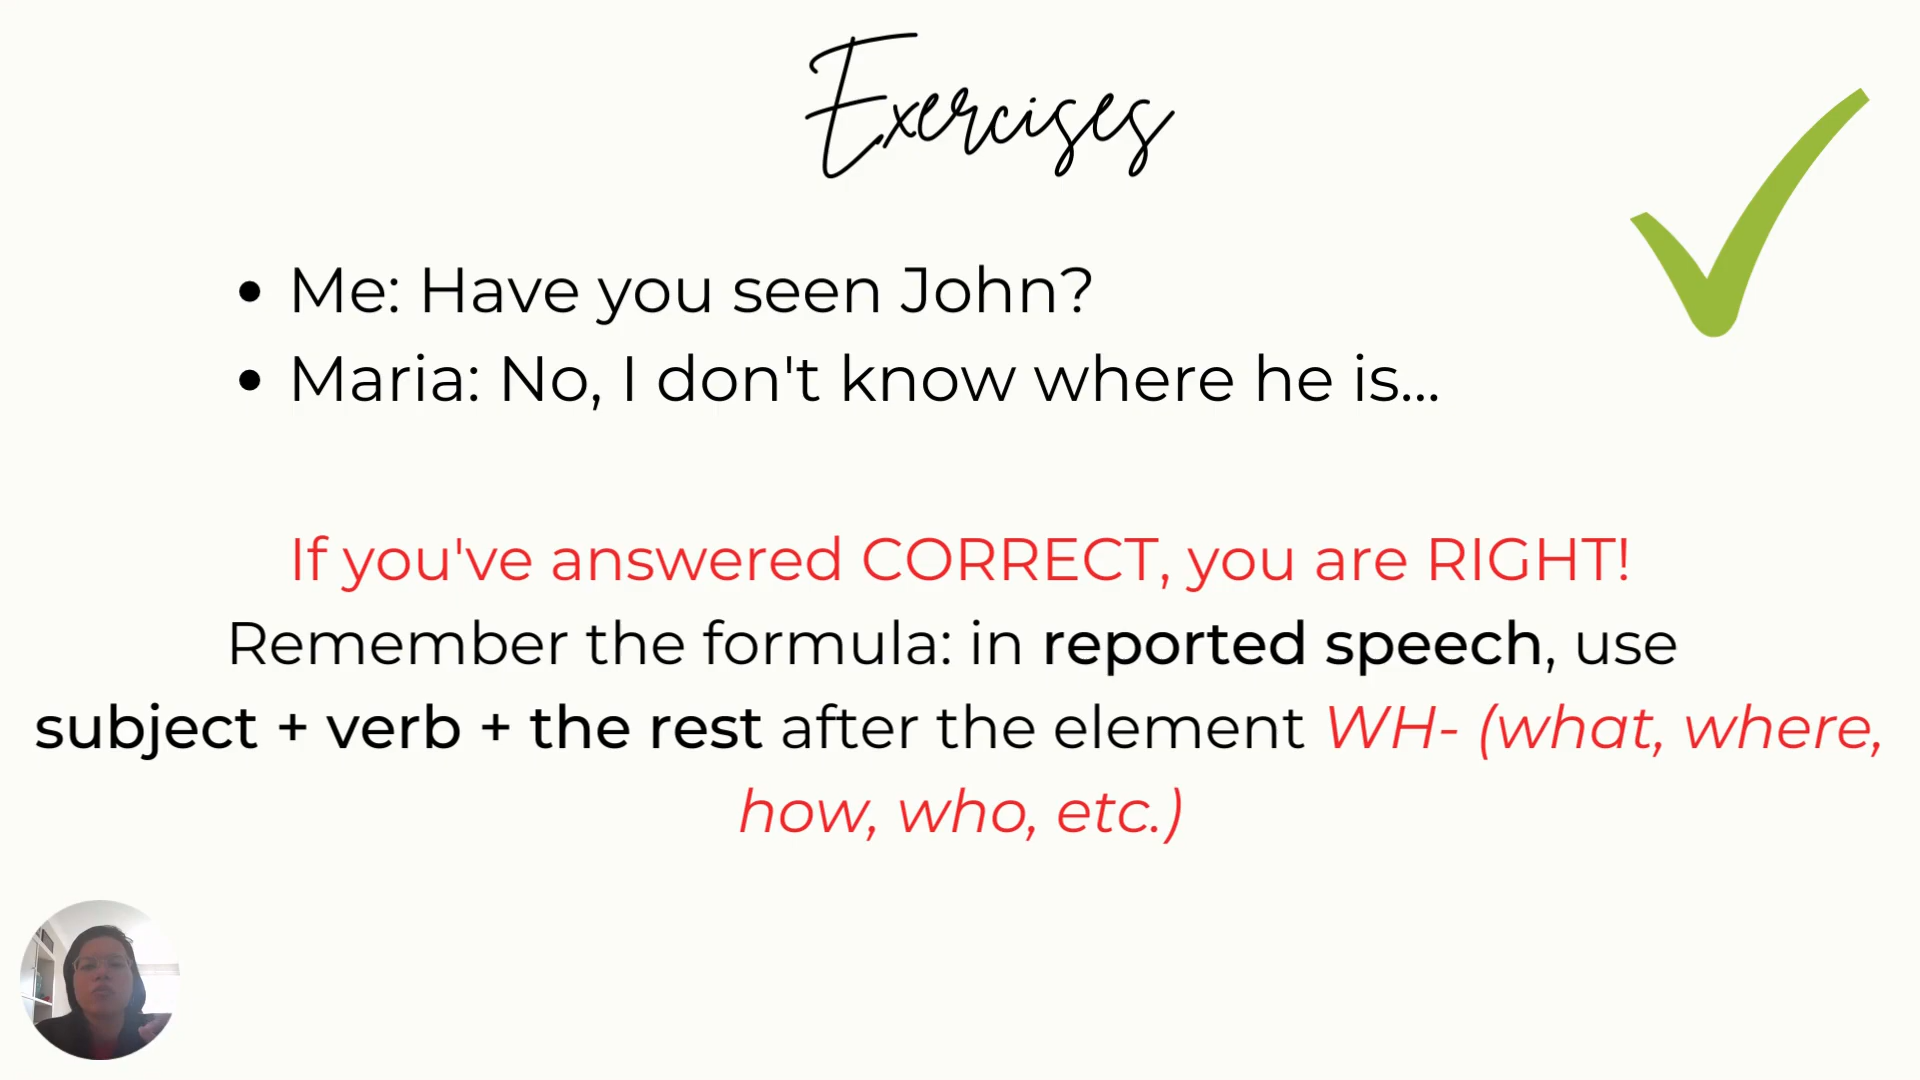 Exercises
• Me: Have you seen John?
• Maria: No, I don't know where he is...
If you've answered CORRECT, you are RIGHT!
Remember the formula: in reported speech, use
subject + verb + the rest after the element WH- (what, where,
how, who, etc.)